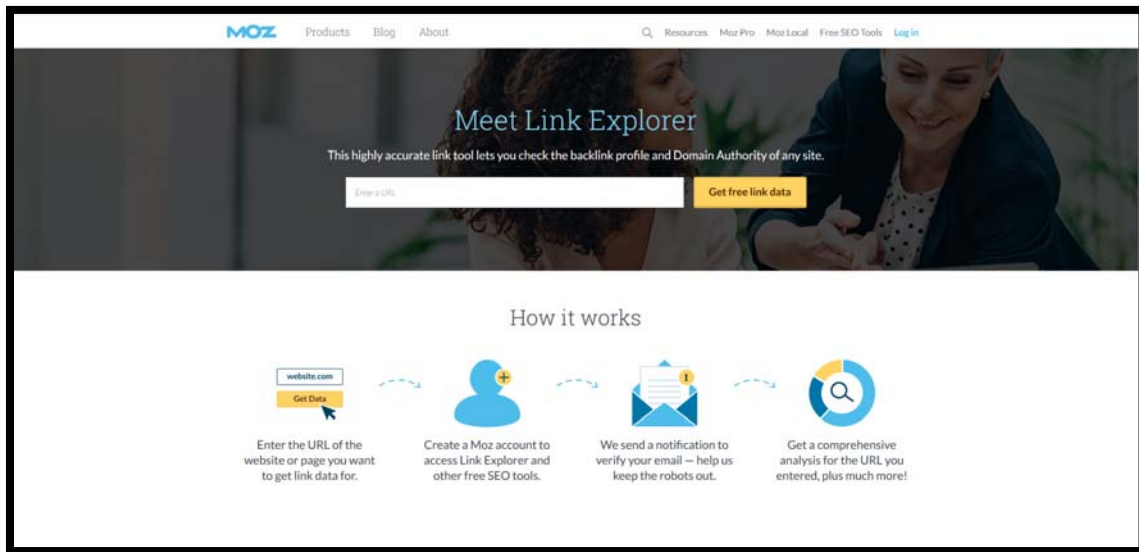 MOZ Products Blog About Resources Moz Pro Moz Local Free SEO Tools Log in
Meet Link Explorer
This highly accurate link tool lets you check the backlink profile and Domain Authority of any site.
Enter a URL
Get free link data
How it works
website.com
Get Data
1
Enter the URL of the
website or page you want
to get link data for.
Create a Moz account to
access Link Explorer and
other free SEO tools.
We send a notification to
verify your email — help us
keep the robots out.
Get a comprehensive
analysis for the URL you
entered, plus much more!